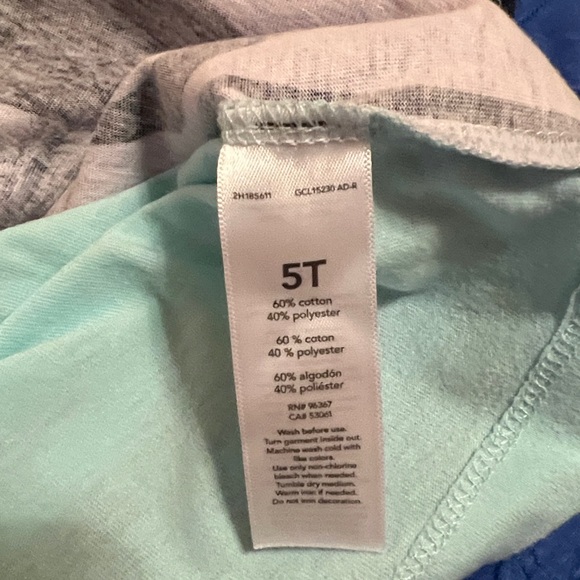 2H185611 GCL15230 AD-R
5T
60% cotton
40% polyester
60 % coton
40 % polyester
60% algodón
40% poliéster
RN# 96367
CA# 53061
Wash before use.
Turn garment inside out.
Machine wash cold with
like colors.
Use only non-chlorine
bleach when needed.
Tumble dry medium.
Warm iron if needed.
Do not iron decoration.